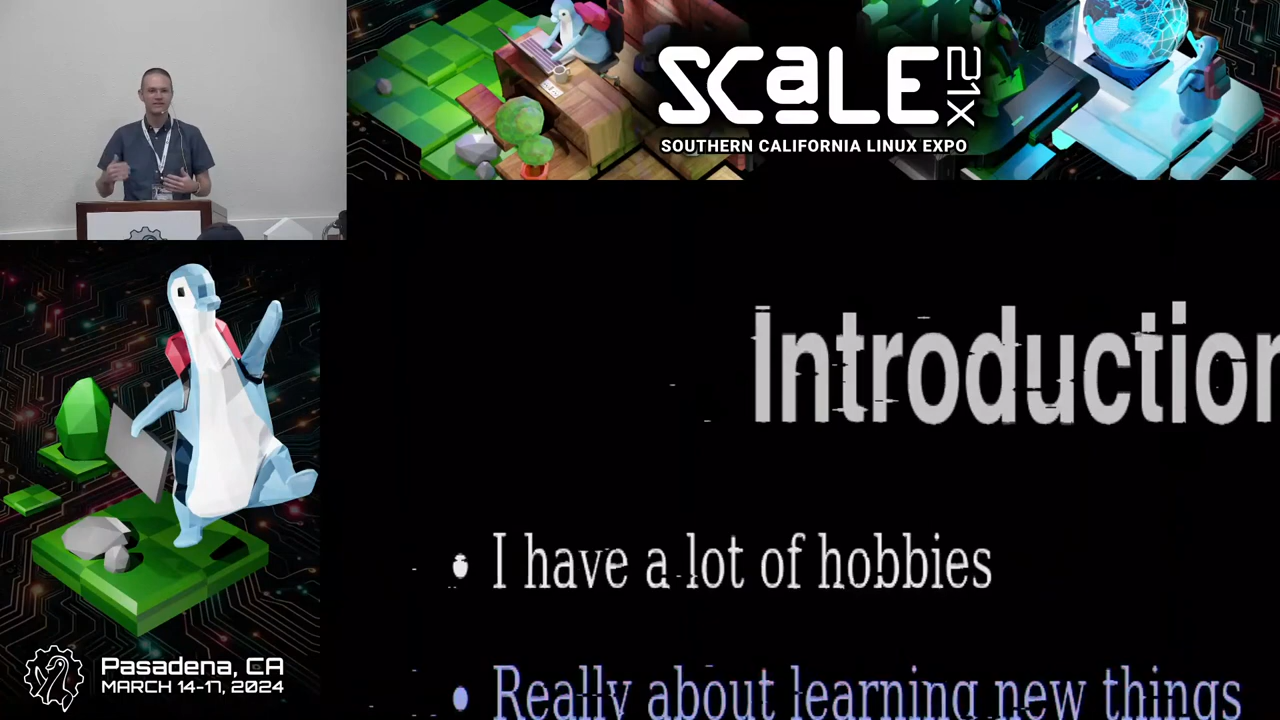 SCaLE 21x
SOUTHERN CALIFORNIA LINUX EXPO
Introduction
• I have a lot of hobbies
• Really about learning new things
Pasadena, CA
MARCH 14-17, 2024